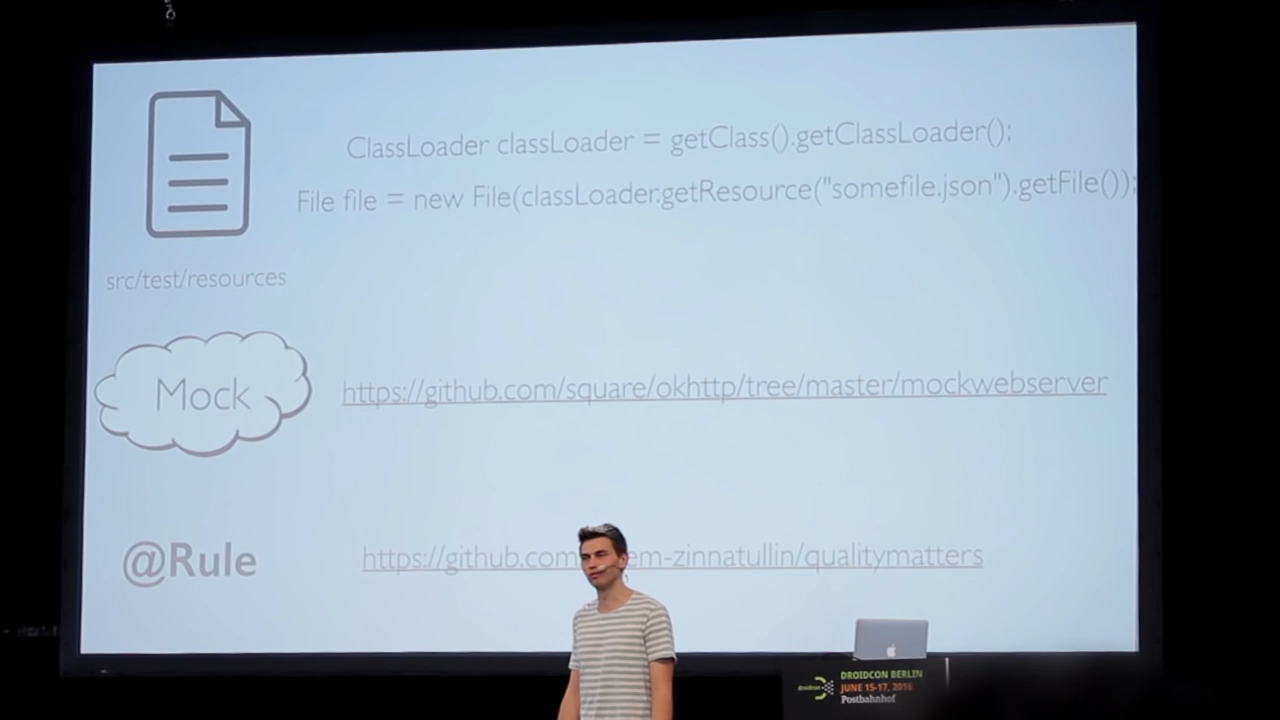 ClassLoader classLoader = getClass().getClassLoader();
File file = new File(classLoader.getResource("somefile.json").getFile());
src/test/resources
Mock
https://github.com/square/okhttp/tree/master/mockwebserver
@Rule
https://github.com em-zinnatullin/qualitymatters
droidcon
DROIDCON BERLIN
JUNE 15-17, 2016
Postbahnhof